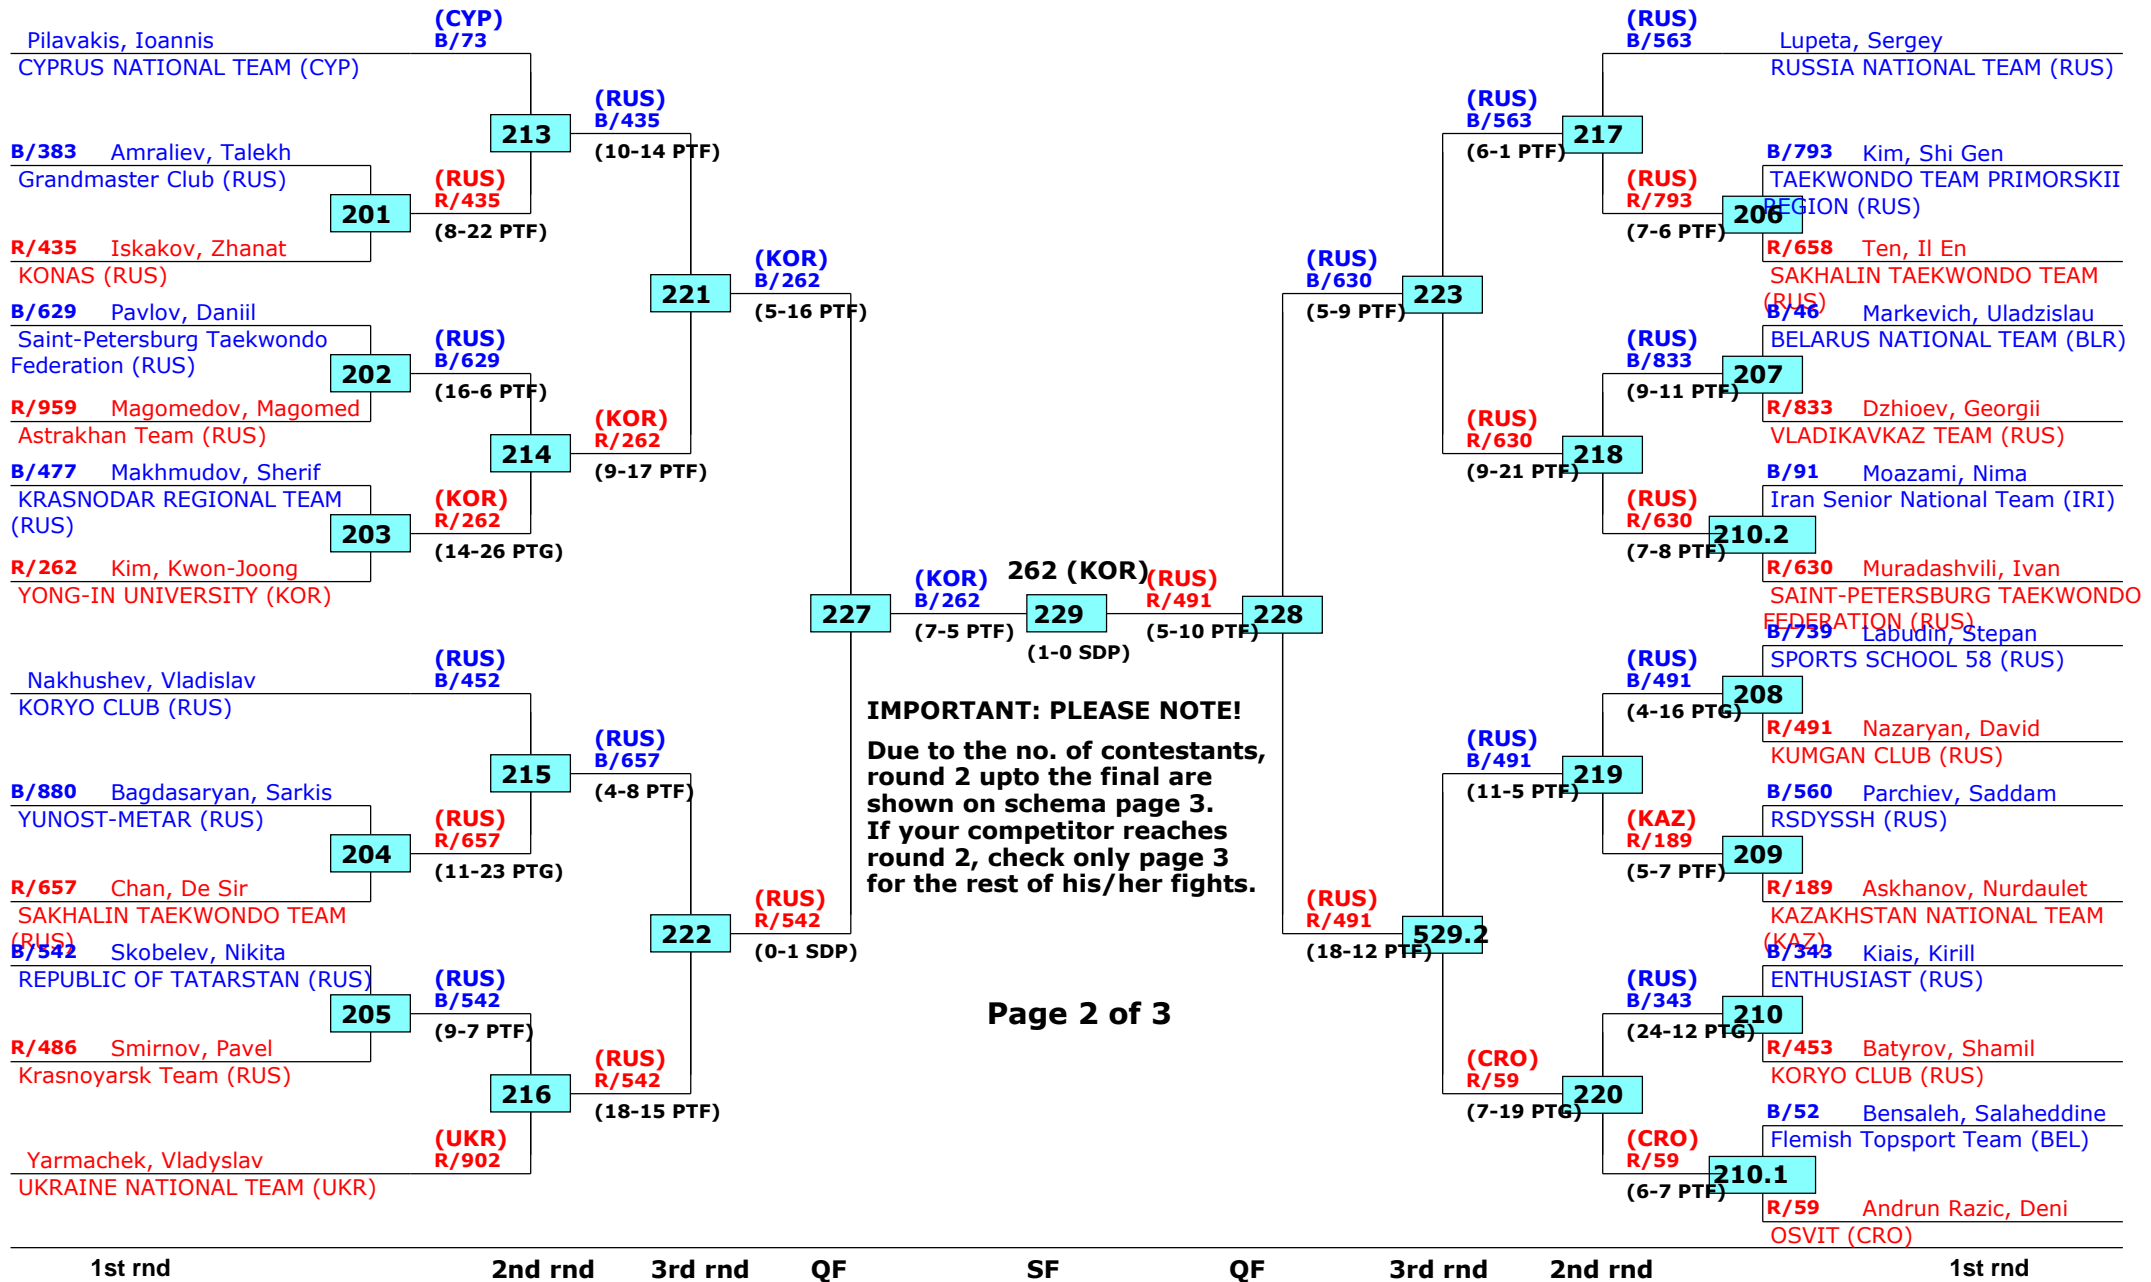 (CYP)
Pilavakis, Ioannis B/73
CYPRUS NATIONAL TEAM (CYP)
(RUS)
213 B/435
(10-14 PTF)
B/383 Amraliev, Talekh
Grandmaster Club (RUS)
(RUS)
201 R/435
(8-22 PTF)
R/435 Iskakov, Zhanat
KONAS (RUS)
(KOR)
221 B/262
(5-16 PTF)
B/629 Pavlov, Daniil
Saint-Petersburg Taekwondo
Federation (RUS)
(RUS)
202 B/629
(16-6 PTF)
R/959 Magomedov, Magomed
Astrakhan Team (RUS)
(KOR)
214 R/262
(9-17 PTF)
B/477 Makhmudov, Sherif
KRASNODAR REGIONAL TEAM
(RUS)
(KOR)
203 R/262
(14-26 PTG)
R/262 Kim, Kwon-Joong
YONG-IN UNIVERSITY (KOR)
(KOR)
227 B/262
(7-5 PTF)
262 (KOR)
229
(1-0 SDP)
(RUS)
Nakhushev, Vladislav B/452
KORYO CLUB (RUS)
(RUS)
215 B/657
(4-8 PTF)
B/880 Bagdasaryan, Sarkis
YUNOST-METAR (RUS)
(RUS)
204 R/657
(11-23 PTG)
R/657 Chan, De Sir
SAKHALIN TAEKWONDO TEAM
(RUS)
(RUS)
222 R/542
(0-1 SDP)
B/542 Skobelev, Nikita
REPUBLIC OF TATARSTAN (RUS)
(RUS)
205 B/542
(9-7 PTF)
R/486 Smirnov, Pavel
Krasnoyarsk Team (RUS)
(RUS)
216 R/542
(18-15 PTF)
(UKR)
Yarmachek, Vladyslav R/902
UKRAINE NATIONAL TEAM (UKR)
IMPORTANT: PLEASE NOTE!
Due to the no. of contestants,
round 2 upto the final are
shown on schema page 3.
If your competitor reaches
round 2, check only page 3
for the rest of his/her fights.
Page 2 of 3
(RUS)
B/563 Lupeta, Sergey
RUSSIA NATIONAL TEAM (RUS)
(RUS)
B/563 217
(6-1 PTF)
B/793 Kim, Shi Gen
TAEKWONDO TEAM PRIMORSKII
REGION (RUS)
(RUS)
R/793 206
(7-6 PTF)
R/658 Ten, Il En
SAKHALIN TAEKWONDO TEAM
(RUS)
(RUS)
B/630 223
(5-9 PTF)
B/46 Markevich, Uladzislau
BELARUS NATIONAL TEAM (BLR)
(RUS)
B/833 207
(9-11 PTF)
R/833 Dzhioev, Georgii
VLADIKAVKAZ TEAM (RUS)
(RUS)
R/630 218
(9-21 PTF)
B/91 Moazami, Nima
Iran Senior National Team (IRI)
(RUS)
R/630 210.2
(7-8 PTF)
R/630 Muradashvili, Ivan
SAINT-PETERSBURG TAEKWONDO
FEDERATION (RUS)
(RUS)
R/491 228
(5-10 PTF)
B/739 Labudin, Stepan
SPORTS SCHOOL 58 (RUS)
(RUS)
B/491 208
(4-16 PTG)
R/491 Nazaryan, David
KUMGAN CLUB (RUS)
(RUS)
B/491 219
(11-5 PTF)
B/560 Parchiev, Saddam
RSDYSSH (RUS)
(KAZ)
R/189 209
(5-7 PTF)
R/189 Askhanov, Nurdaulet
KAZAKHSTAN NATIONAL TEAM
(KAZ)
(RUS)
R/491 529.2
(18-12 PTF)
B/343 Kiais, Kirill
ENTHUSIAST (RUS)
(RUS)
B/343 210
(24-12 PTG)
R/453 Batyrov, Shamil
KORYO CLUB (RUS)
(CRO)
R/59 220
(7-19 PTG)
B/52 Bensaleh, Salaheddine
Flemish Topsport Team (BEL)
(CRO)
R/59 210.1
(6-7 PTF)
R/59 Andrun Razic, Deni
OSVIT (CRO)
1st rnd 2nd rnd 3rd rnd QF SF QF 3rd rnd 2nd rnd 1st rnd